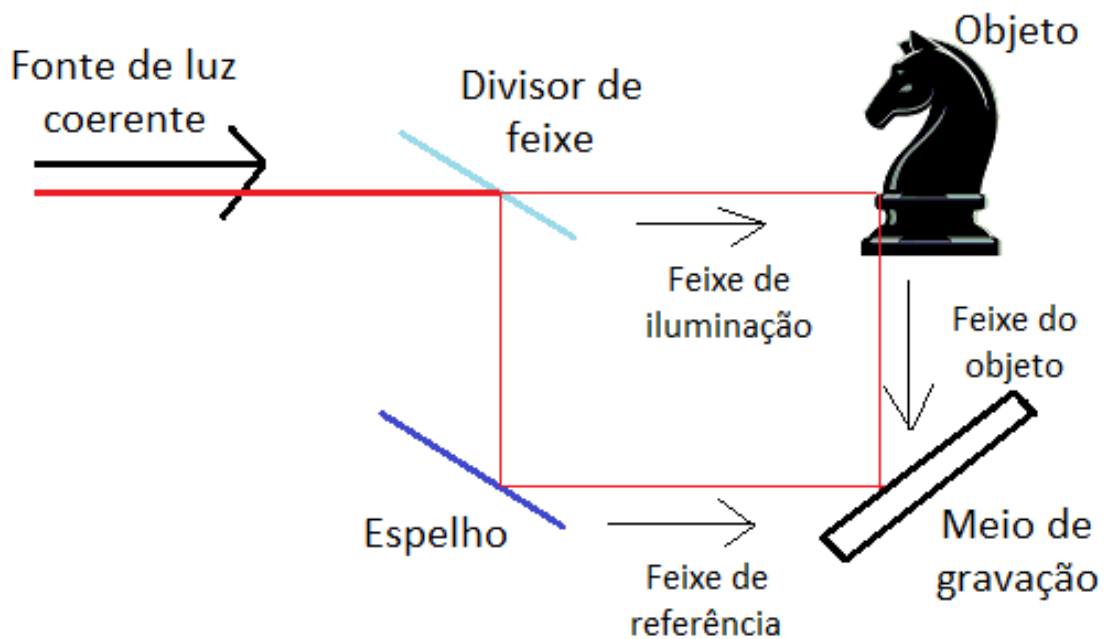 Fonte de luz
coerente
Divisor de
feixe
Objeto
Feixe de
iluminação
Feixe do
objeto
Espelho
Feixe de
referência
Meio de
gravação